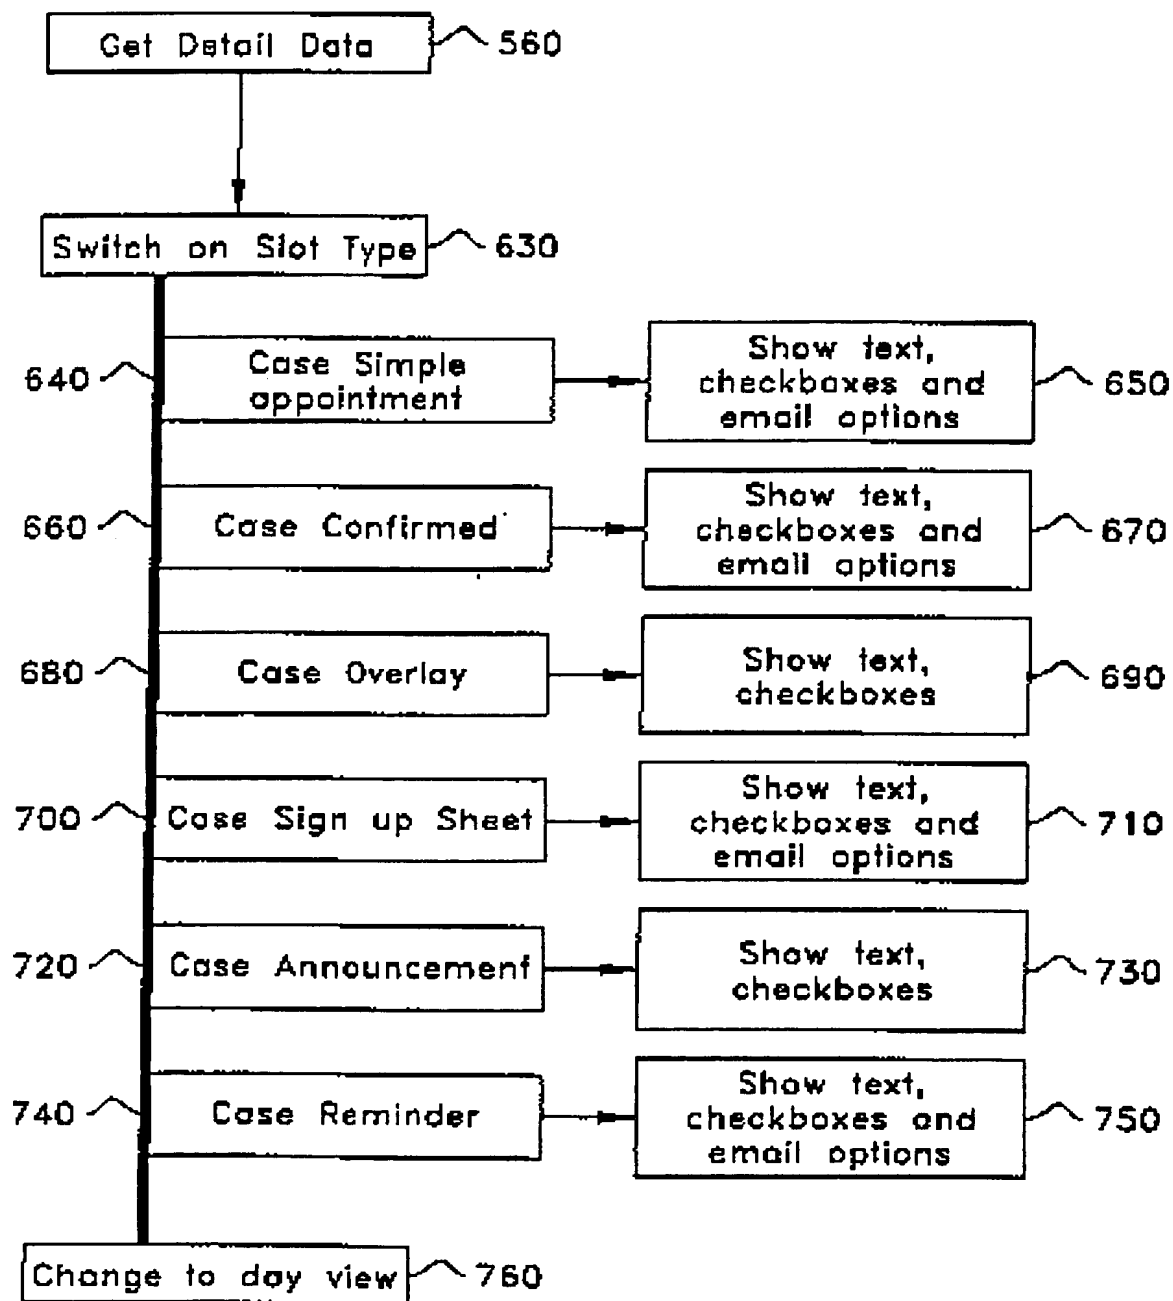 Get Detail Data 560
Switch on Slot Type 630
640
Case Simple
appointment
Show text,
checkboxes and
email options
650
660
Case Confirmed
Show text,
checkboxes and
email options
670
680
Case Overlay
Show text,
checkboxes
690
700
Case Sign up Sheet
Show text,
checkboxes and
email options
710
720
Case Announcement
Show text,
checkboxes
730
740
Case Reminder
Show text,
checkboxes and
email options
750
Change to day view 760